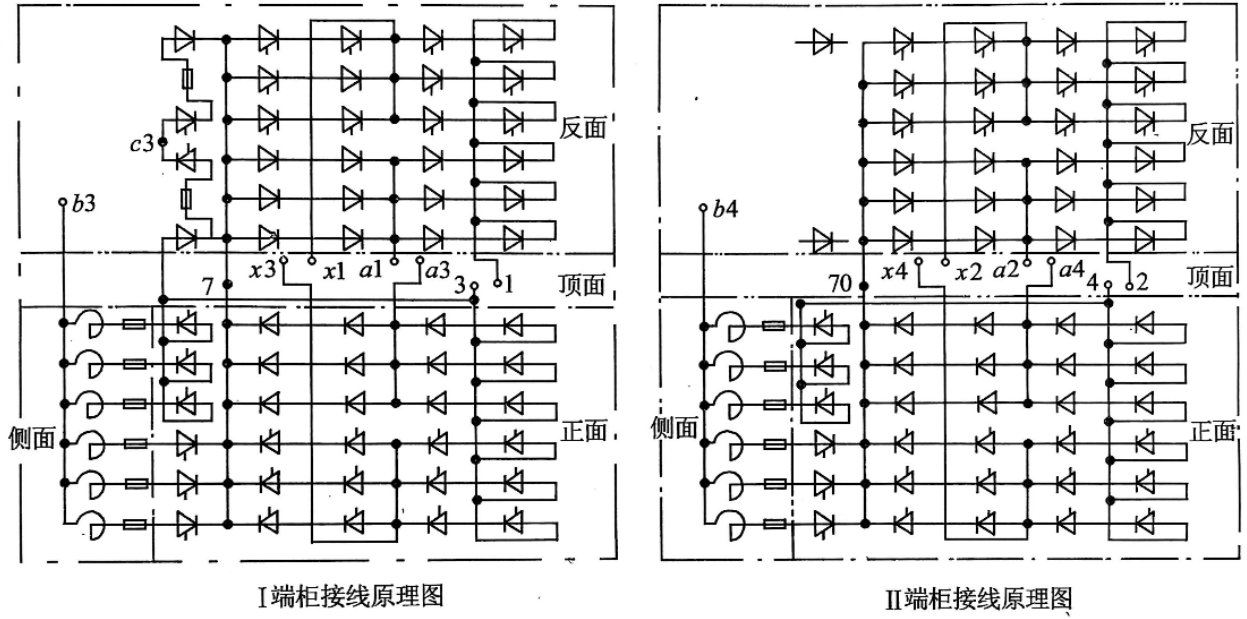 反面
c3
b3
x3 x1 a1 a3
7 3 1 顶面
侧面 正面
I端柜接线原理图
反面
b4
x4 x2 a2 a4
70 4 2 顶面
侧面 正面
II端柜接线原理图